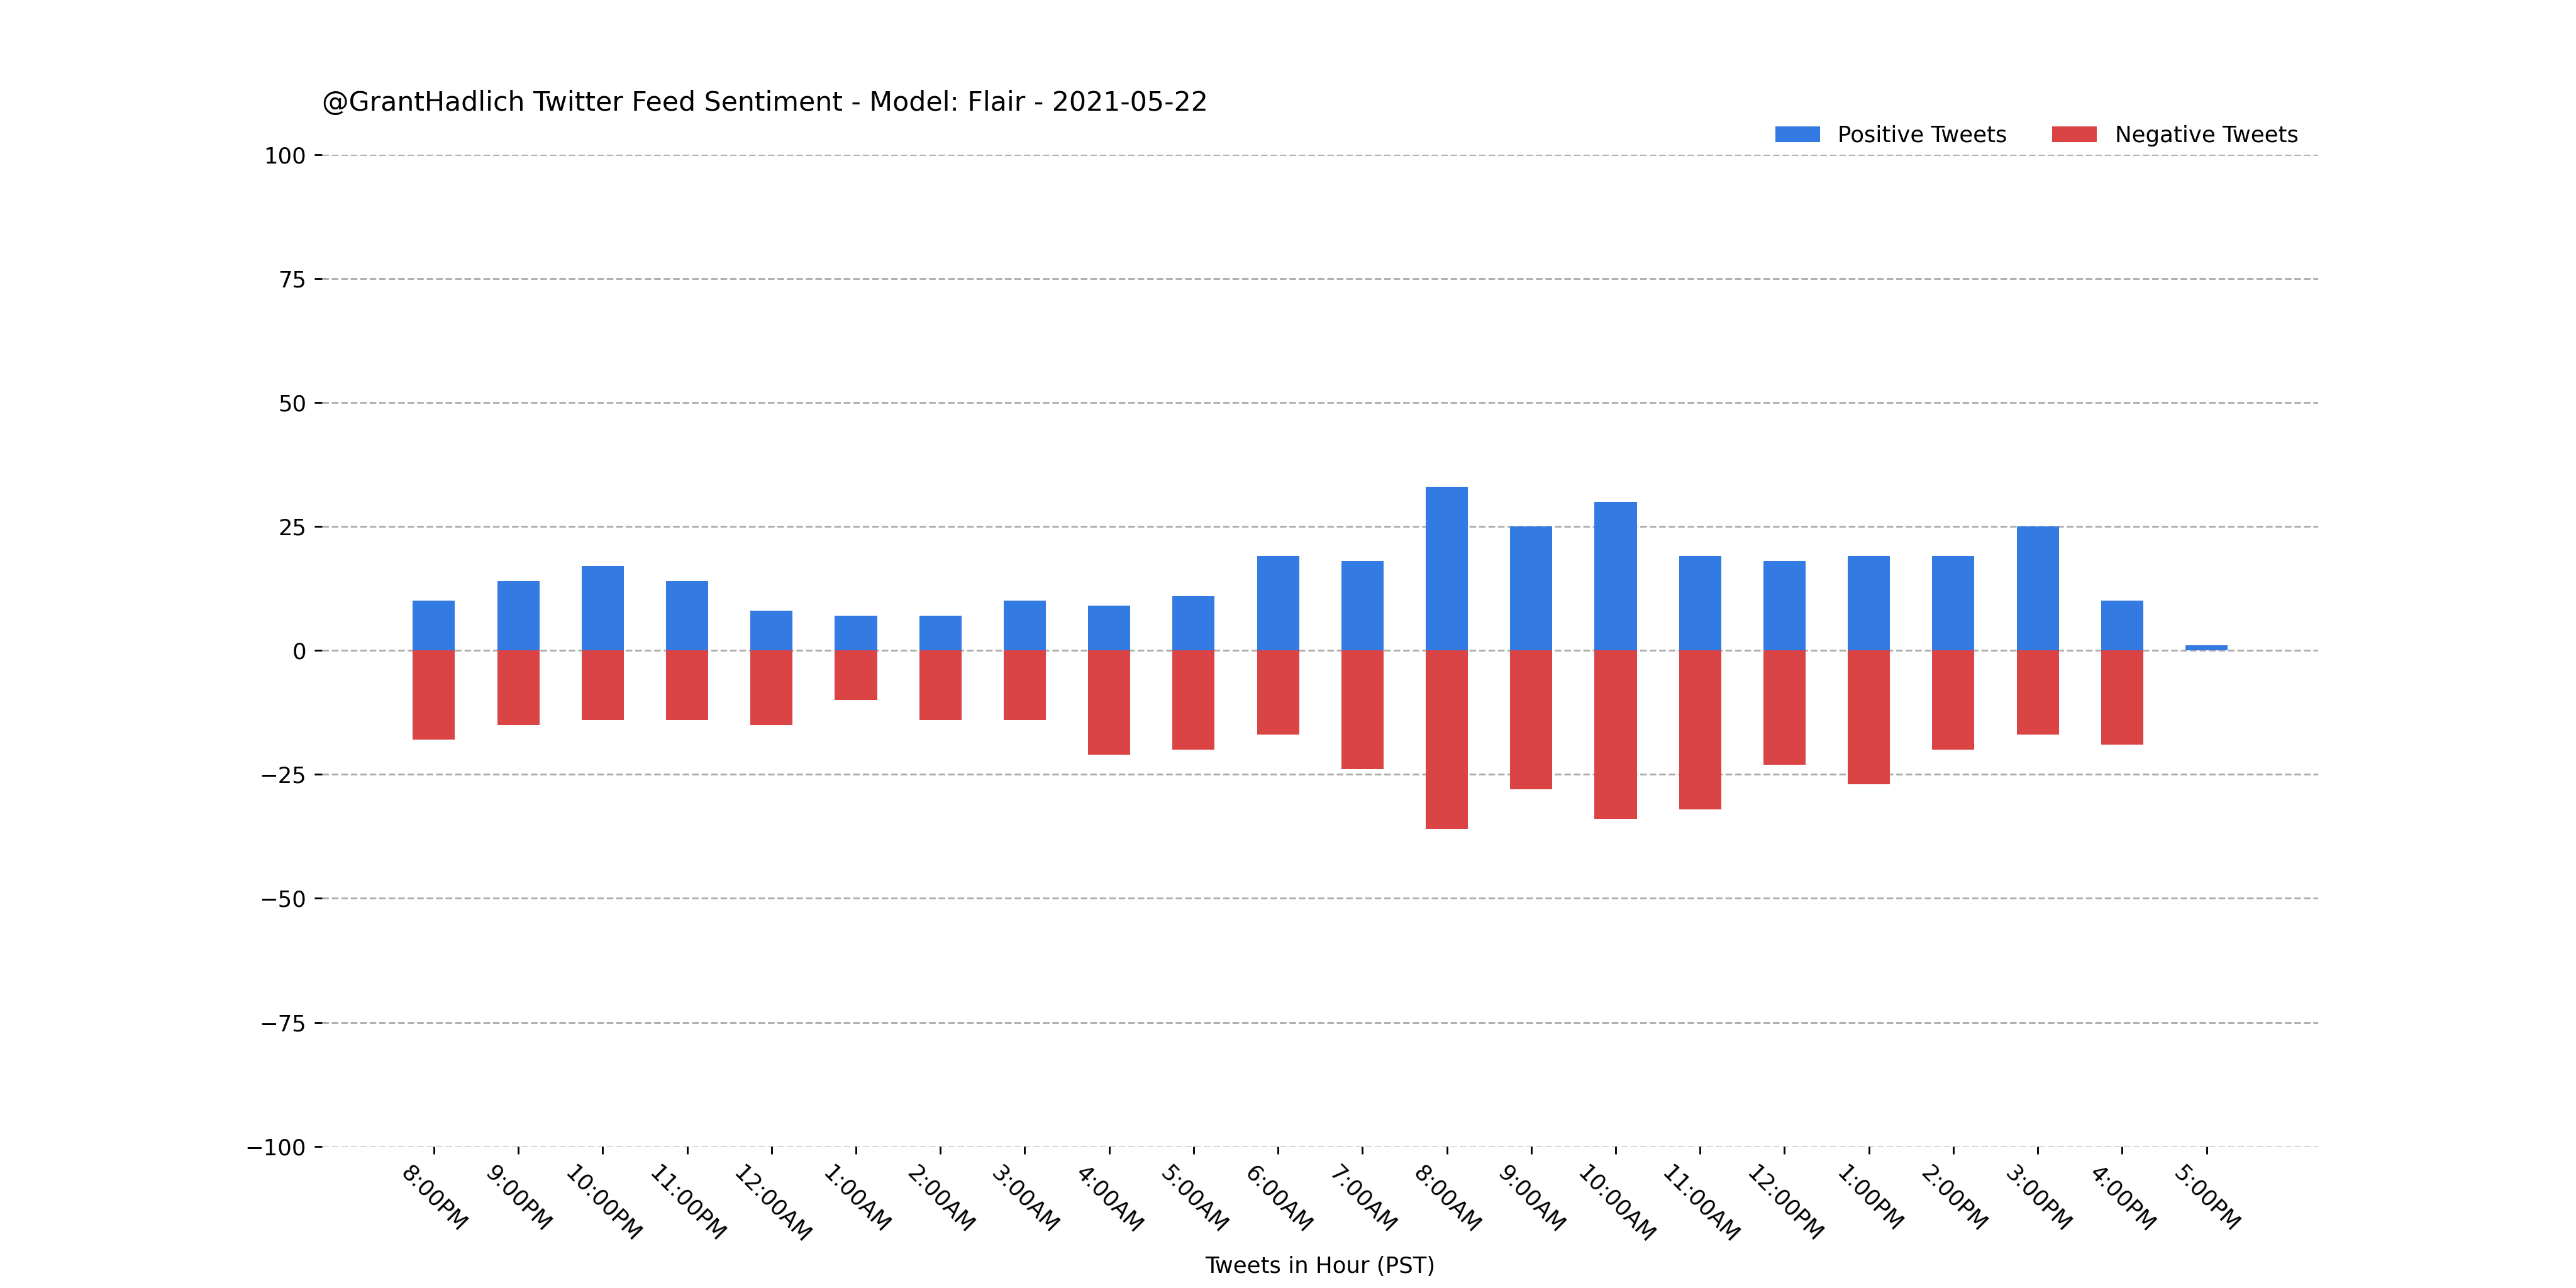 @GrantHadlich Twitter Feed Sentiment - Model: Flair - 2021-05-22
Positive Tweets
Negative Tweets
100
75
50
25
0
−25
−50
−75
−100
8:00PM
9:00PM
10:00PM
11:00PM
12:00AM
1:00AM
2:00AM
3:00AM
4:00AM
5:00AM
6:00AM
7:00AM
8:00AM
9:00AM
10:00AM
11:00AM
12:00PM
1:00PM
2:00PM
3:00PM
4:00PM
5:00PM
Tweets in Hour (PST)